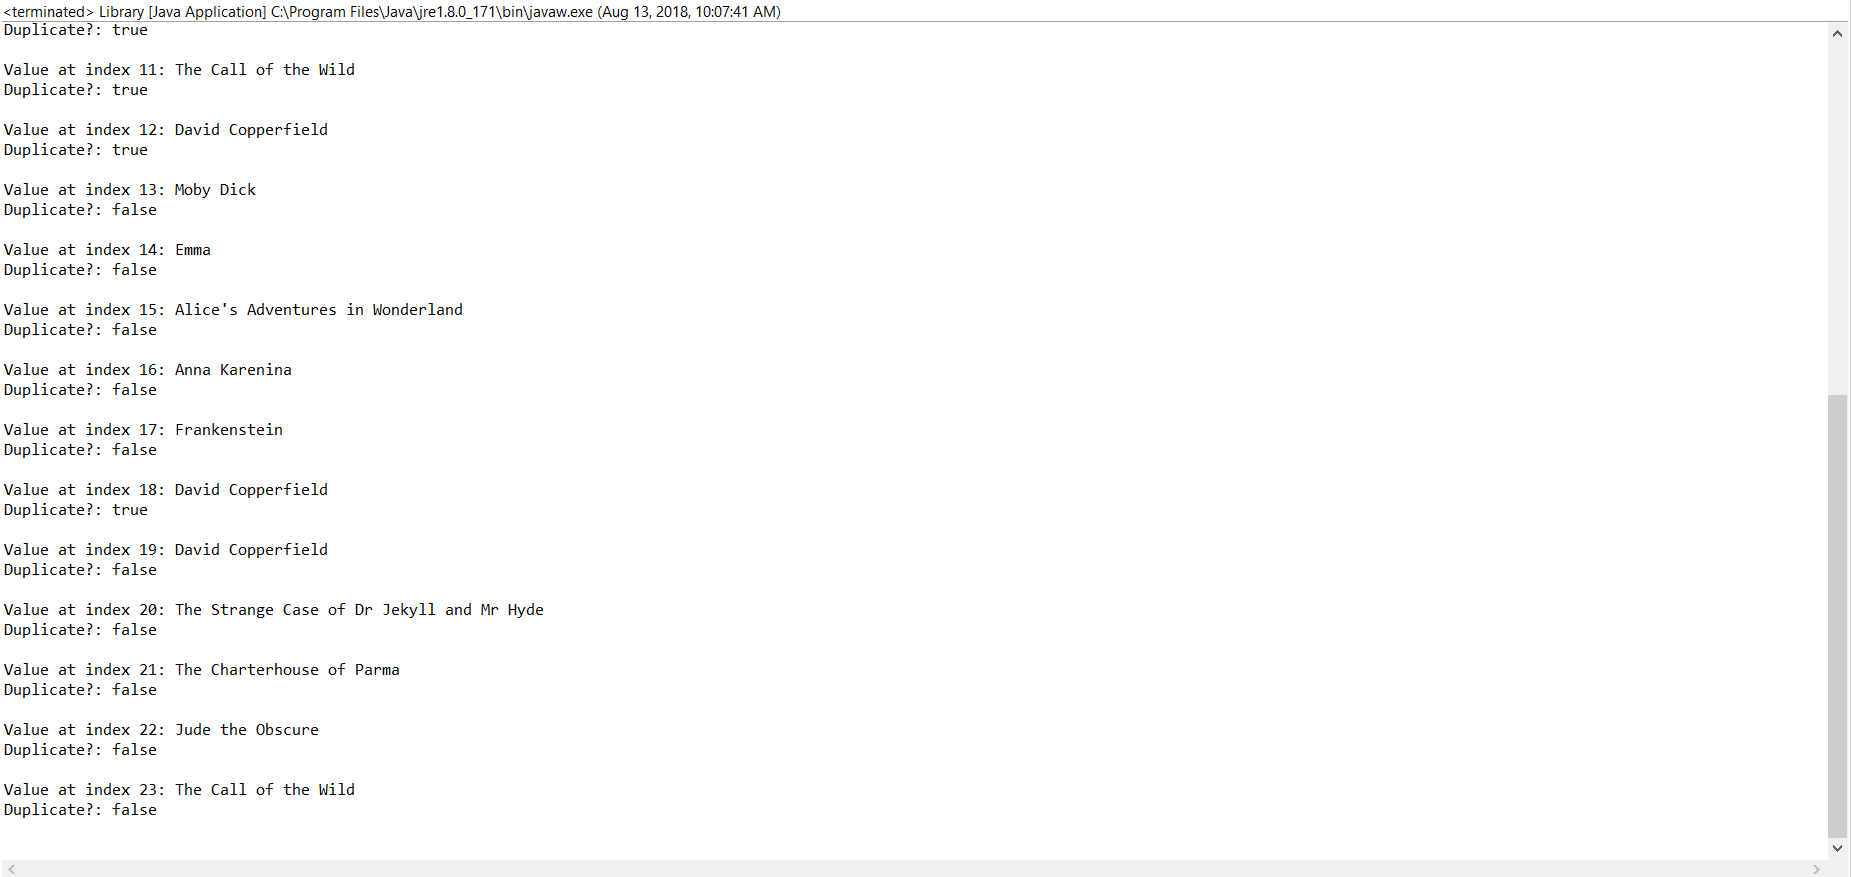 <terminated> Library [Java Application] C:\Program Files\Java\jre1.8.0_171\bin\javaw.exe (Aug 13, 2018, 10:07:41 AM)
Duplicate?: true
Value at index 11: The Call of the Wild
Duplicate?: true
Value at index 12: David Copperfield
Duplicate?: true
Value at index 13: Moby Dick
Duplicate?: false
Value at index 14: Emma
Duplicate?: false
Value at index 15: Alice's Adventures in Wonderland
Duplicate?: false
Value at index 16: Anna Karenina
Duplicate?: false
Value at index 17: Frankenstein
Duplicate?: false
Value at index 18: David Copperfield
Duplicate?: true
Value at index 19: David Copperfield
Duplicate?: false
Value at index 20: The Strange Case of Dr Jekyll and Mr Hyde
Duplicate?: false
Value at index 21: The Charterhouse of Parma
Duplicate?: false
Value at index 22: Jude the Obscure
Duplicate?: false
Value at index 23: The Call of the Wild
Duplicate?: false